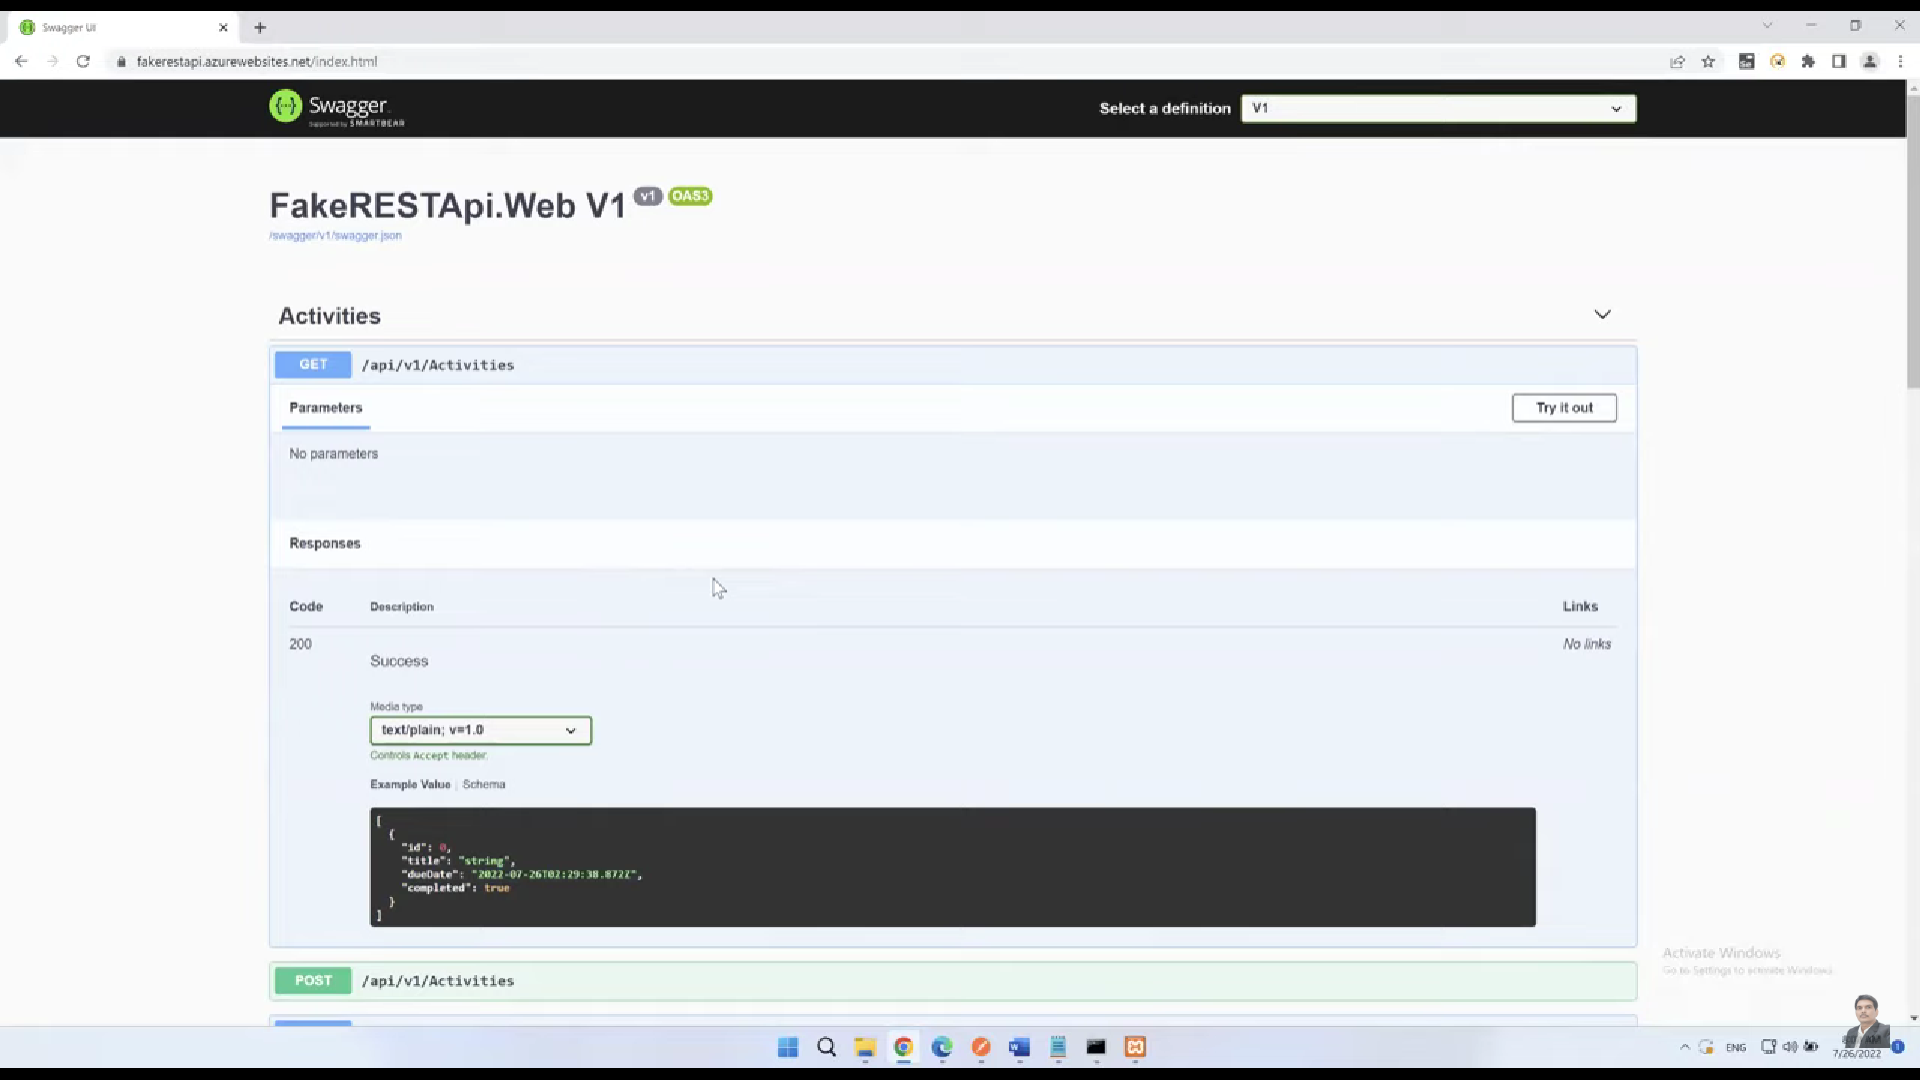 Swagger UI
fakerestapi.azurewebsites.net/index.html
Swagger
Supported by SMARTBEAR
Select a definition
V1
FakeRESTApi.Web V1
v1
OAS3
/swagger/v1/swagger.json
Activities
GET
/api/v1/Activities
Parameters
Try it out
No parameters
Responses
Code
Description
Links
200
Success
No links
Media type
text/plain; v=1.0
Controls Accept header.
Example Value | Schema
[
{
"id": 0,
"title": "string",
"dueDate": "2022-07-26T02:29:38.872Z",
"completed": true
}
]
Activate Windows
Go to Settings to activate Windows.
POST
/api/v1/Activities
ENG
7/26/2022
1